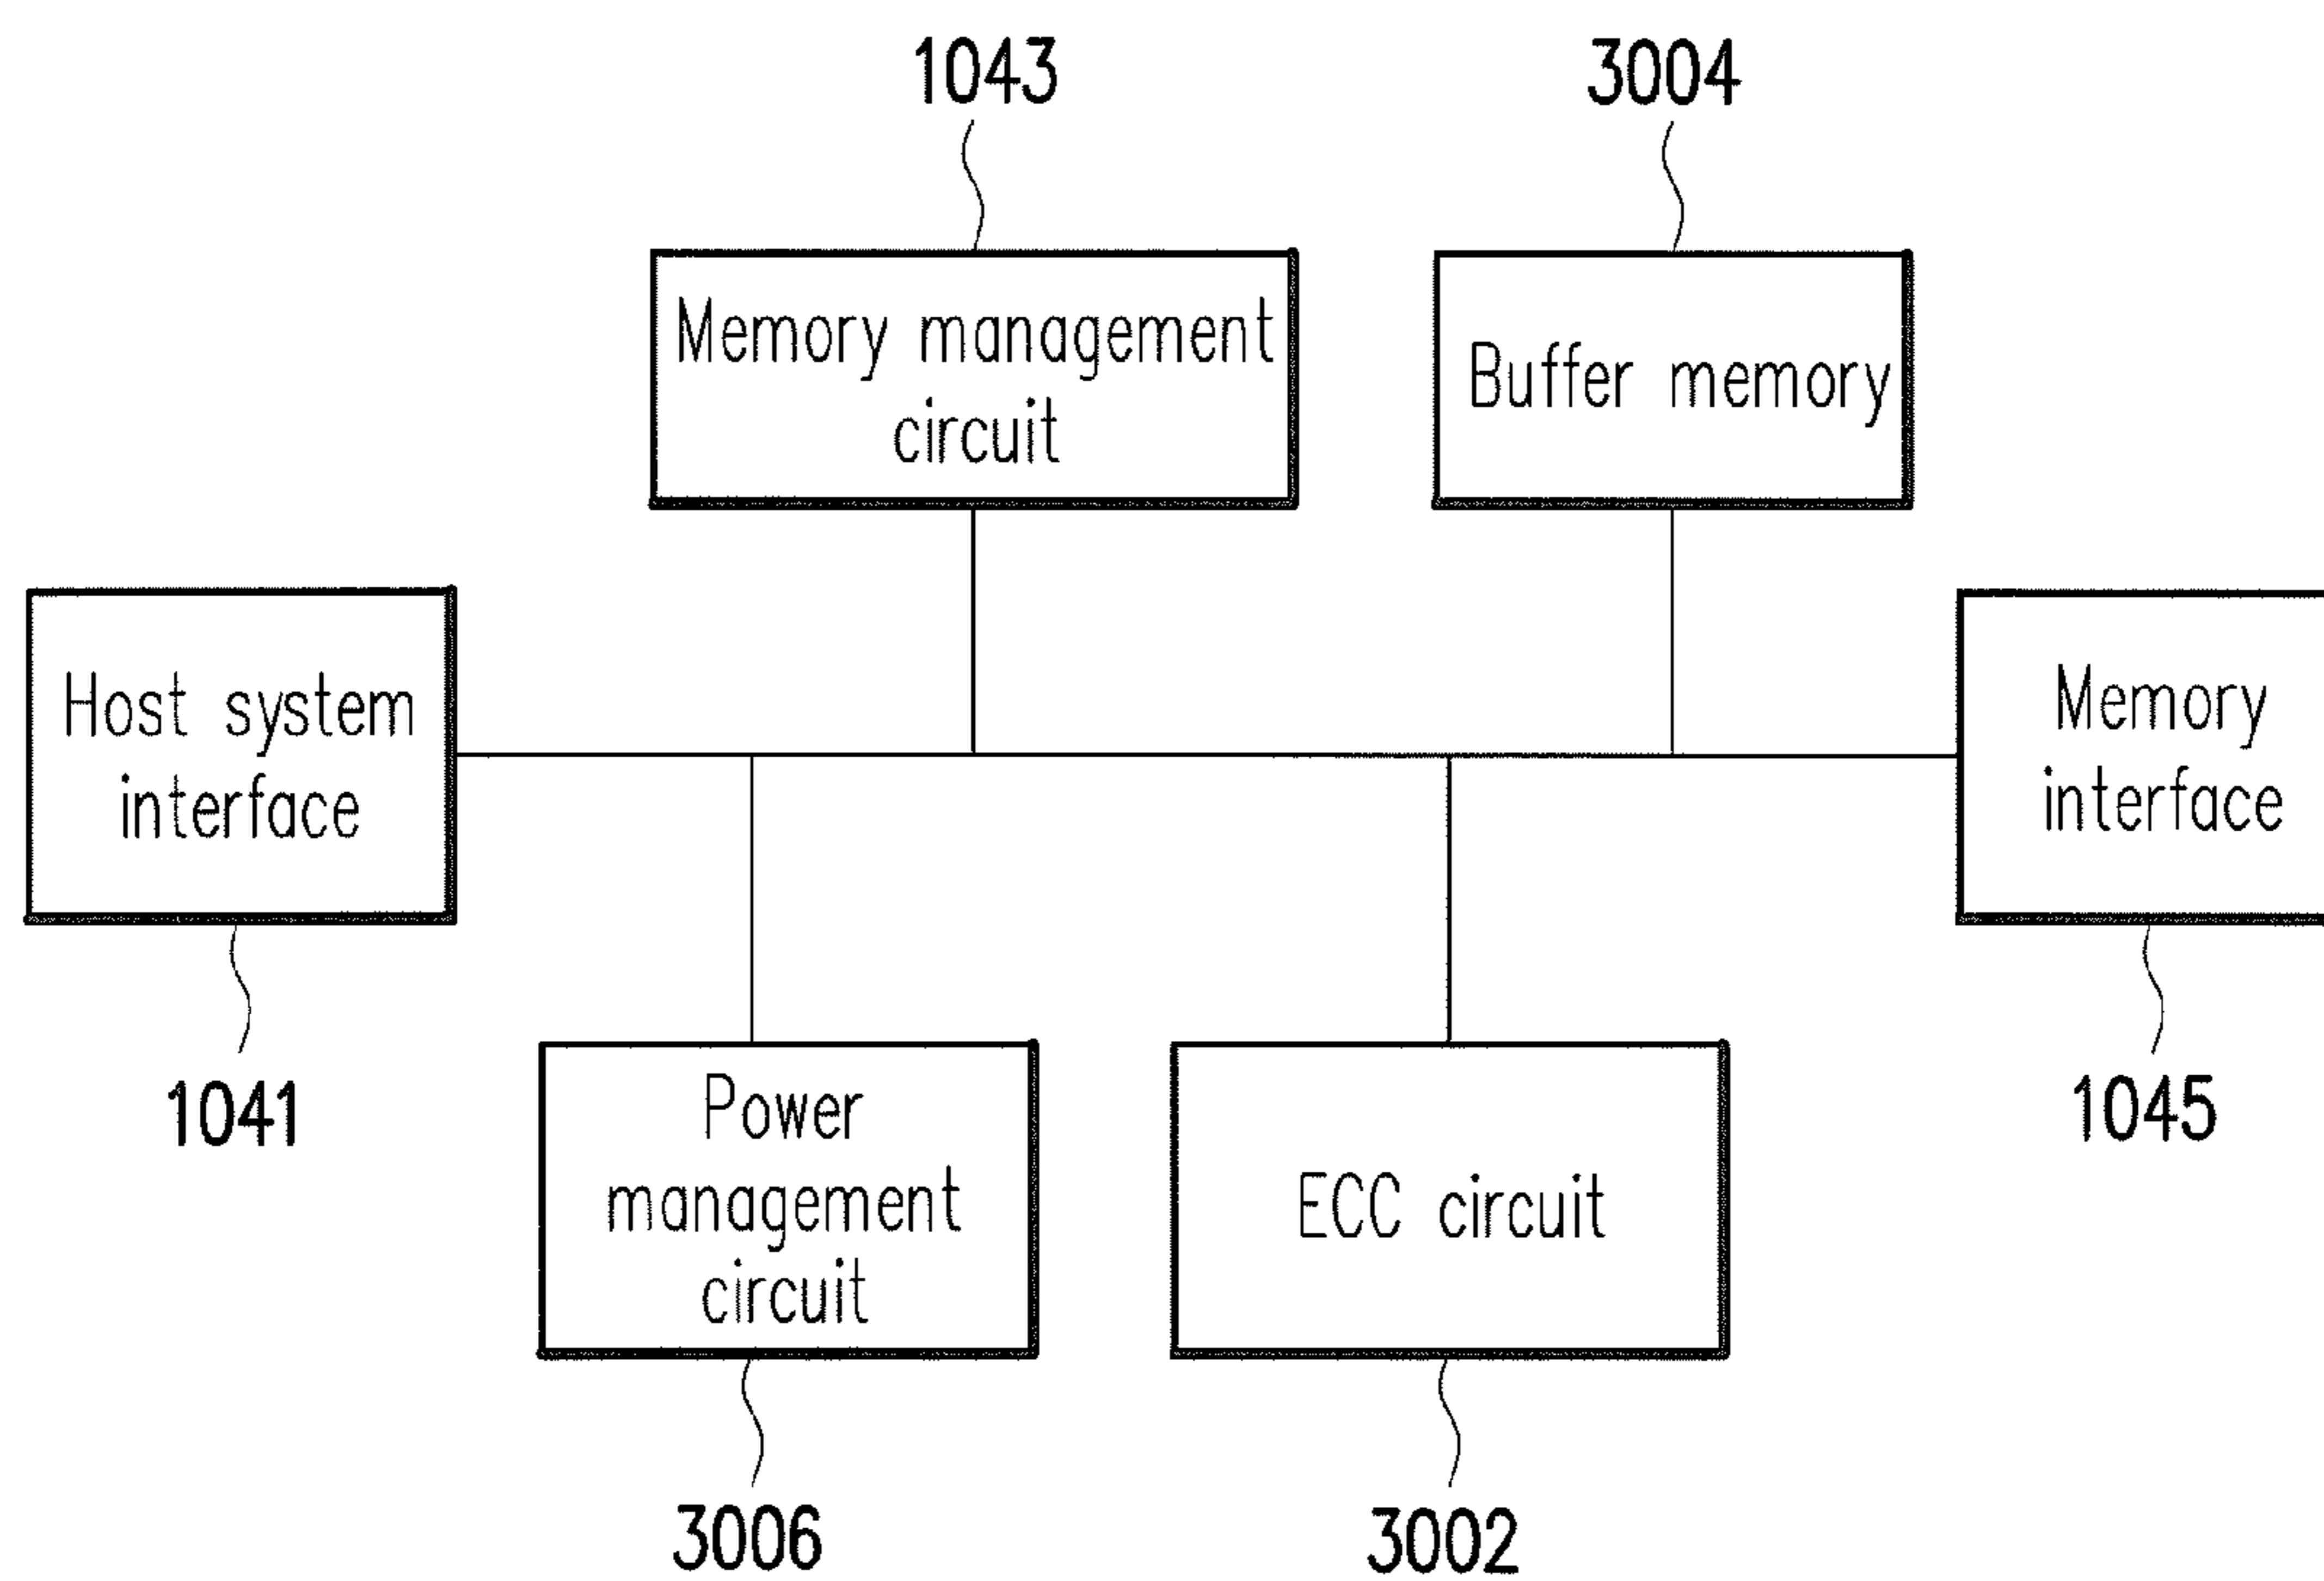 1043
3004
Memory management
circuit
Buffer memory
Host system
interface
Memory
interface
1041
1045
Power
management
circuit
ECC circuit
3006
3002